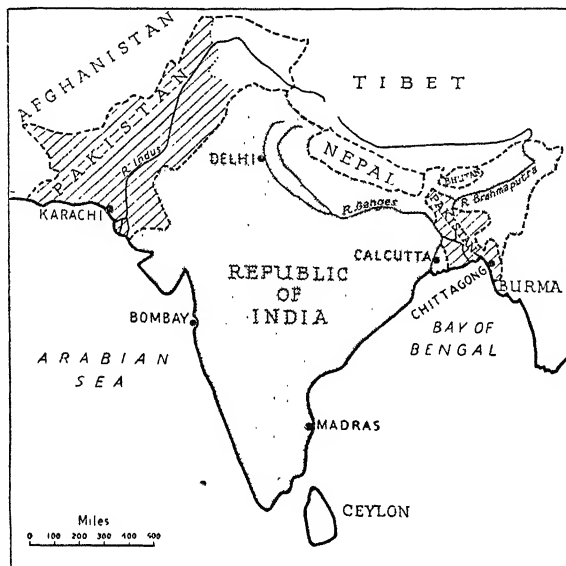 AFGHANISTAN
PAKISTAN
TIBET
R. Indus
DELHI
NEPAL
BHUTAN
R. Brahmaputra
R. Ganges
PAKISTAN
KARACHI
CALCUTTA
CHITTAGONG
BURMA
REPUBLIC
OF
INDIA
BOMBAY
BAY OF
BENGAL
ARABIAN
SEA
MADRAS
CEYLON
Miles
0 100 200 300 400 500